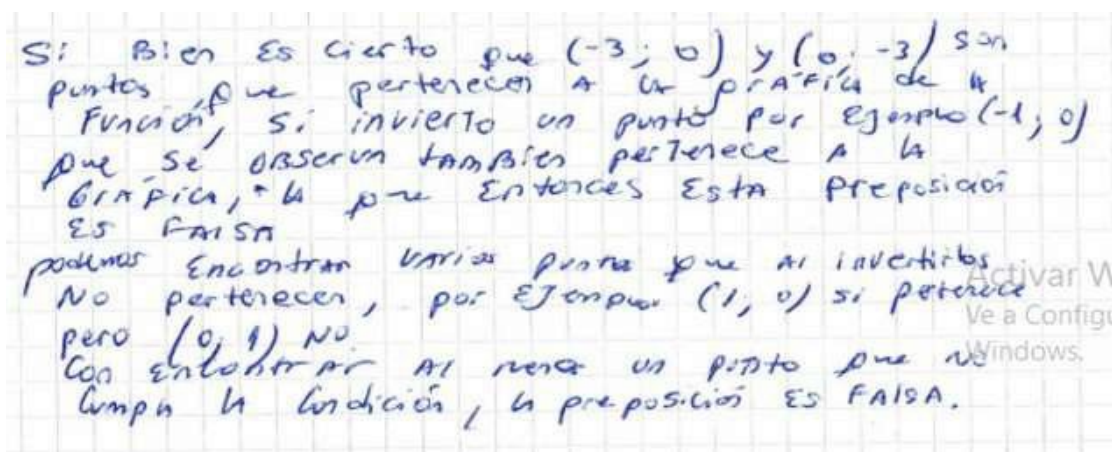 Si Bien Es cierto que (-3; 0) y (0; -3) son
puntos que pertenecen A la gráfica de la
Función, si invierto un punto por Ejemplo (-1; 0)
que se OBserva tamBien pertenece A la
GrAFica, la que Entonces Esta Preposición
ES FAlSA
podemos Encontrar varios puntos que Al invertirlos
No pertenecen, por EJemplo (1, 0) si petenece
pero (0, 1) NO.
Con encontrar Al menos un punto que no
Cumpla la Condición, la preposición ES FAlSA.
Activar W
Ve a Configu
Windows.